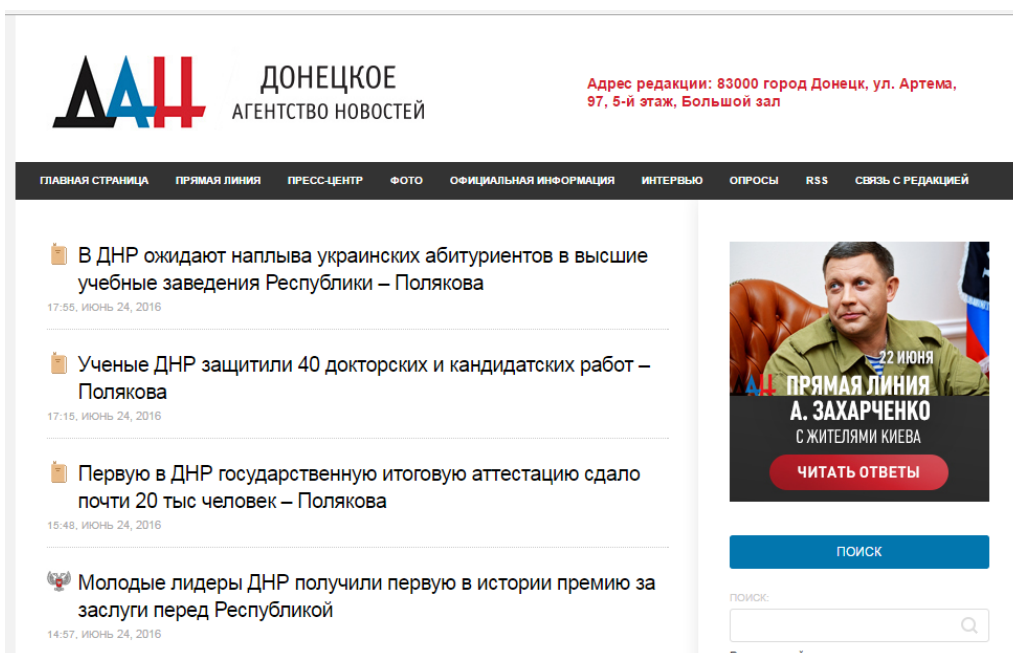 ДАН
ДОНЕЦКОЕ
АГЕНТСТВО НОВОСТЕЙ
Адрес редакции: 83000 город Донецк, ул. Артема,
97, 5-й этаж, Большой зал
ГЛАВНАЯ СТРАНИЦА ПРЯМАЯ ЛИНИЯ ПРЕСС-ЦЕНТР ФОТО ОФИЦИАЛЬНАЯ ИНФОРМАЦИЯ ИНТЕРВЬЮ ОПРОСЫ RSS СВЯЗЬ С РЕДАКЦИЕЙ
В ДНР ожидают наплыва украинских абитуриентов в высшие
учебные заведения Республики – Полякова
17:55, ИЮНЬ 24, 2016
Ученые ДНР защитили 40 докторских и кандидатских работ –
Полякова
17:15, ИЮНЬ 24, 2016
Первую в ДНР государственную итоговую аттестацию сдало
почти 20 тыс человек – Полякова
15:48, ИЮНЬ 24, 2016
Молодые лидеры ДНР получили первую в истории премию за
заслуги перед Республикой
14:57, ИЮНЬ 24, 2016
22 ИЮНЯ
ДАН ПРЯМАЯ ЛИНИЯ
А. ЗАХАРЧЕНКО
С ЖИТЕЛЯМИ КИЕВА
ЧИТАТЬ ОТВЕТЫ
ПОИСК
ПОИСК: